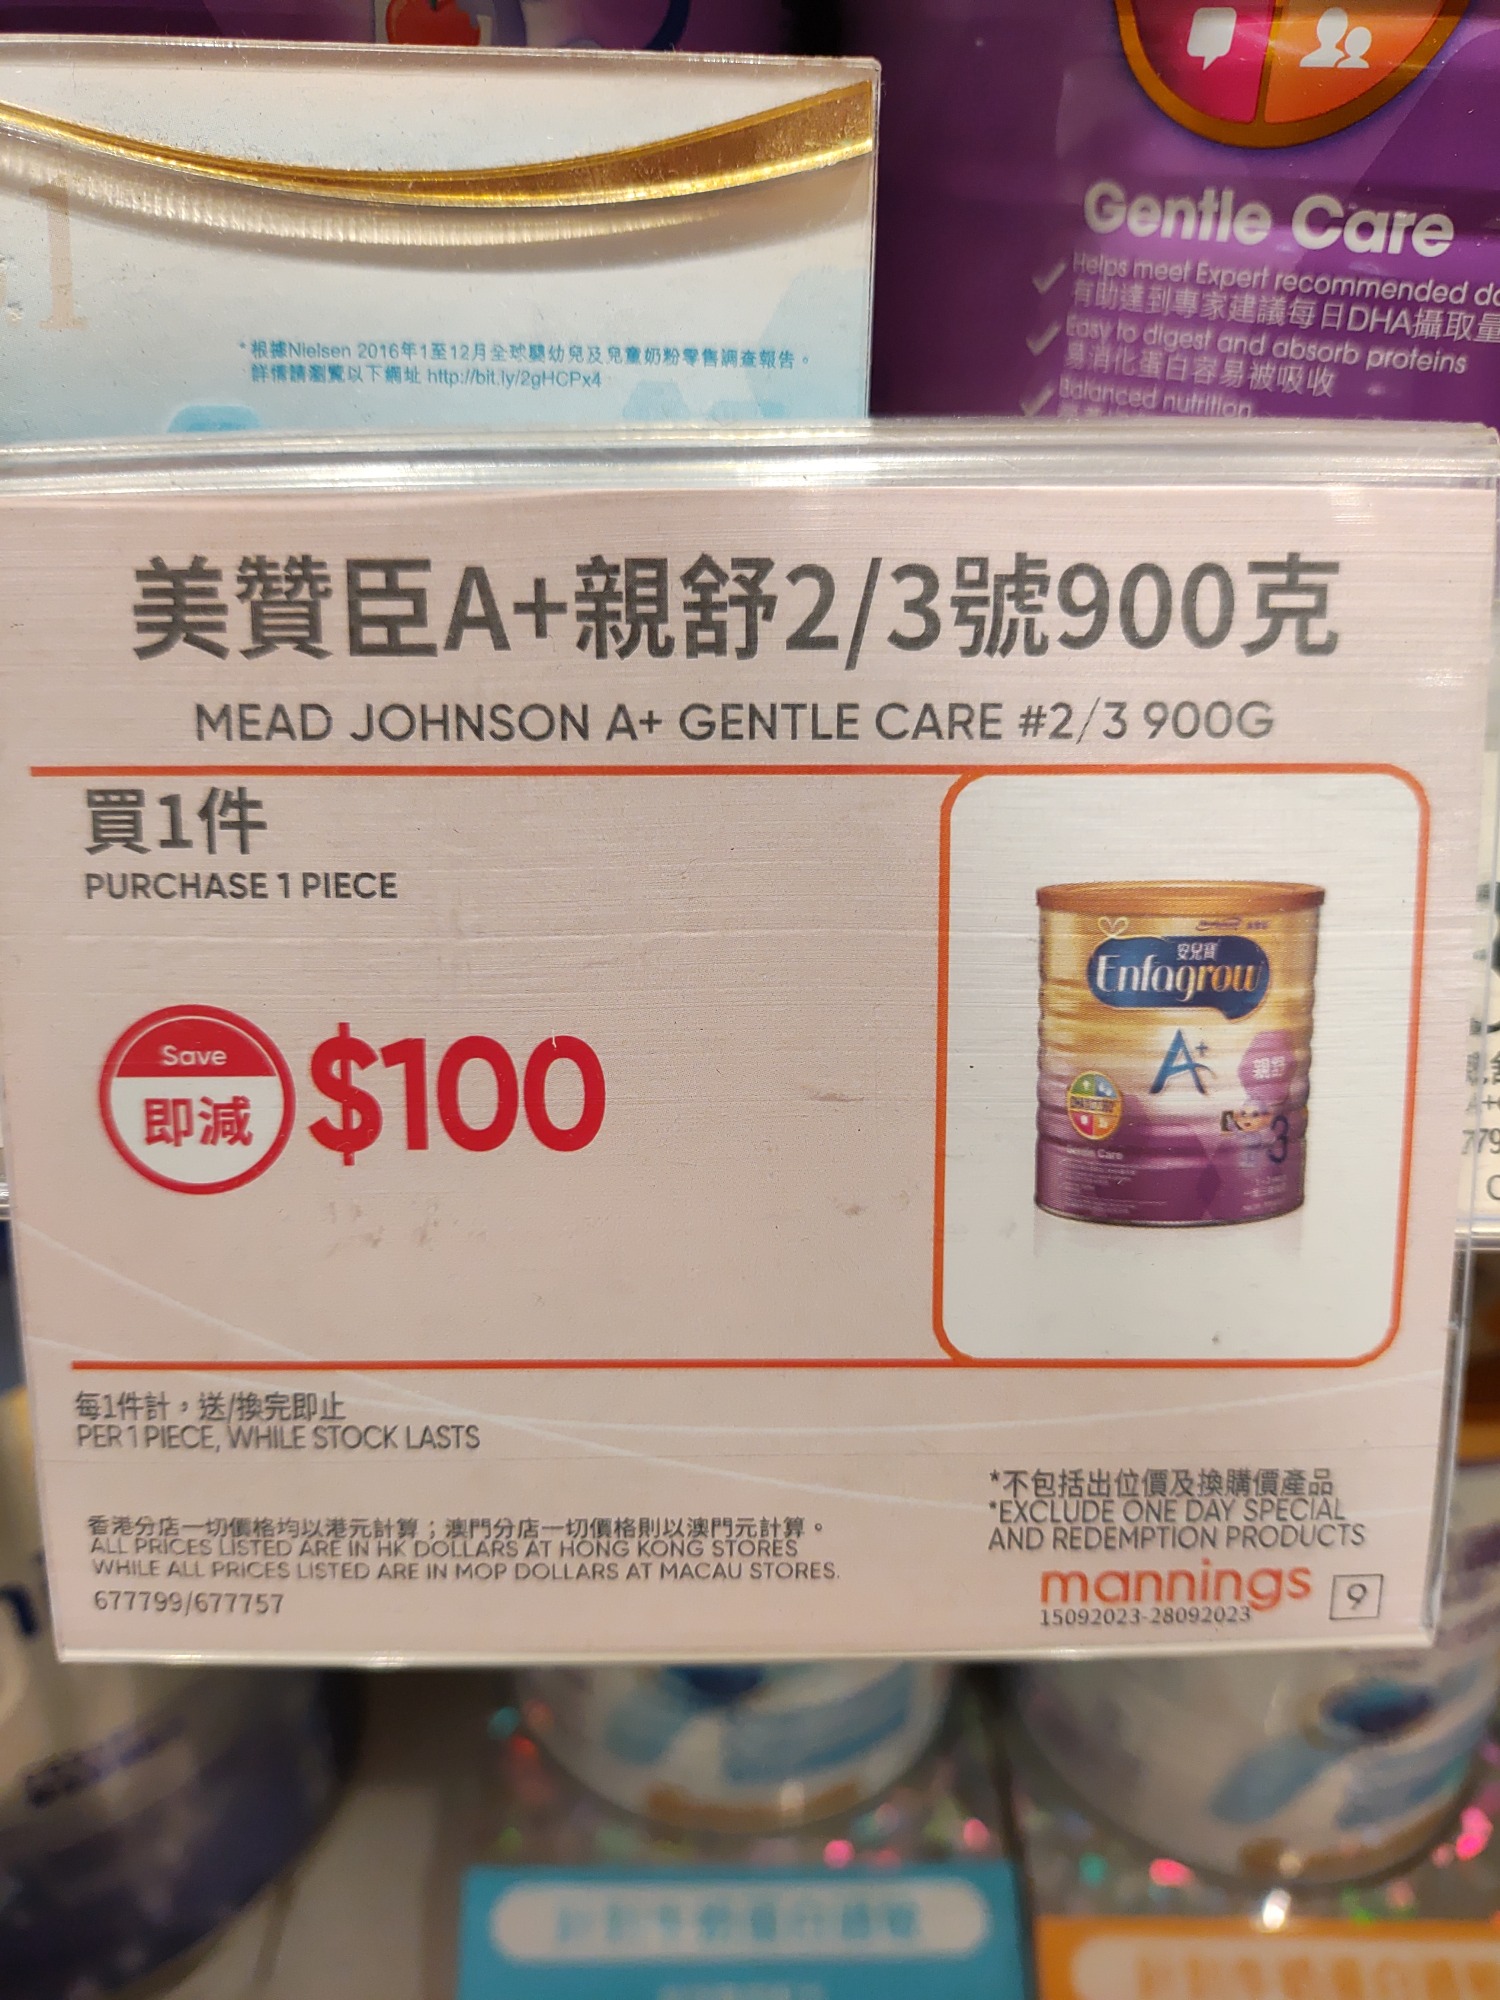 Gentle Care
Helps meet Expert recommended
有助達到專家建議每日DHA攝取量
Easy to digest and absorb proteins
易消化蛋白容易被吸收
Balanced nutrition
*根據Nielsen 2016年1至12月全球嬰幼兒及兒童奶粉零售調查報告。
詳情請瀏覽以下網址 http://bit.ly/2gHCPx4
美贊臣A+親舒2/3號900克
MEAD JOHNSON A+ GENTLE CARE #2/3 900G
買1件
PURCHASE 1 PIECE
Save
即減
$100
安兒寶
Enfagrow
A+
親舒
3
Gentle Care
每1件計，送/換完即止
PER 1 PIECE, WHILE STOCK LASTS
*不包括出位價及換購價產品
*EXCLUDE ONE DAY SPECIAL
AND REDEMPTION PRODUCTS
香港分店一切價格均以港元計算；澳門分店一切價格則以澳門元計算。
ALL PRICES LISTED ARE IN HK DOLLARS AT HONG KONG STORES
WHILE ALL PRICES LISTED ARE IN MOP DOLLARS AT MACAU STORES.
677799/677757
mannings
15092023-28092023
9